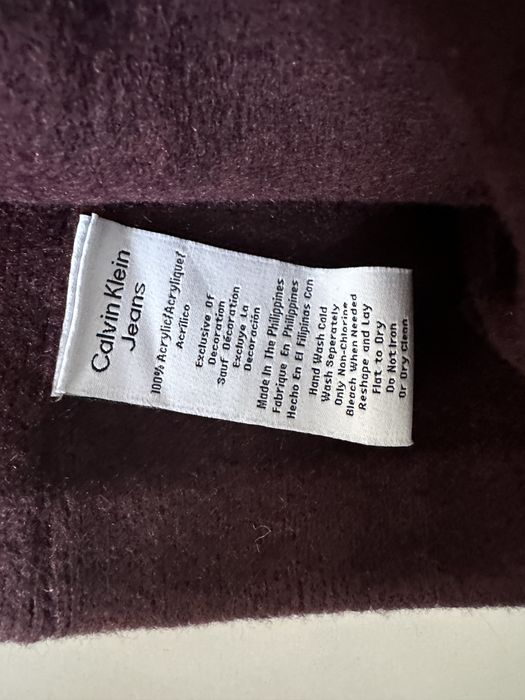 Calvin Klein
Jeans
100% Acrylic/Acrylique/
Acrílico
Exclusive Of
Decoration
Sauf Décoration
Excluye La
Decoración
Made In The Philippines
Fabrique En Philippines
Hecho En El Filipinas Con
Hand Wash Cold
Wash Seperately
Only Non-Chlorine
Bleach When Needed
Reshape and Lay
Flat to Dry
Do Not Iron
Or Dry Clean